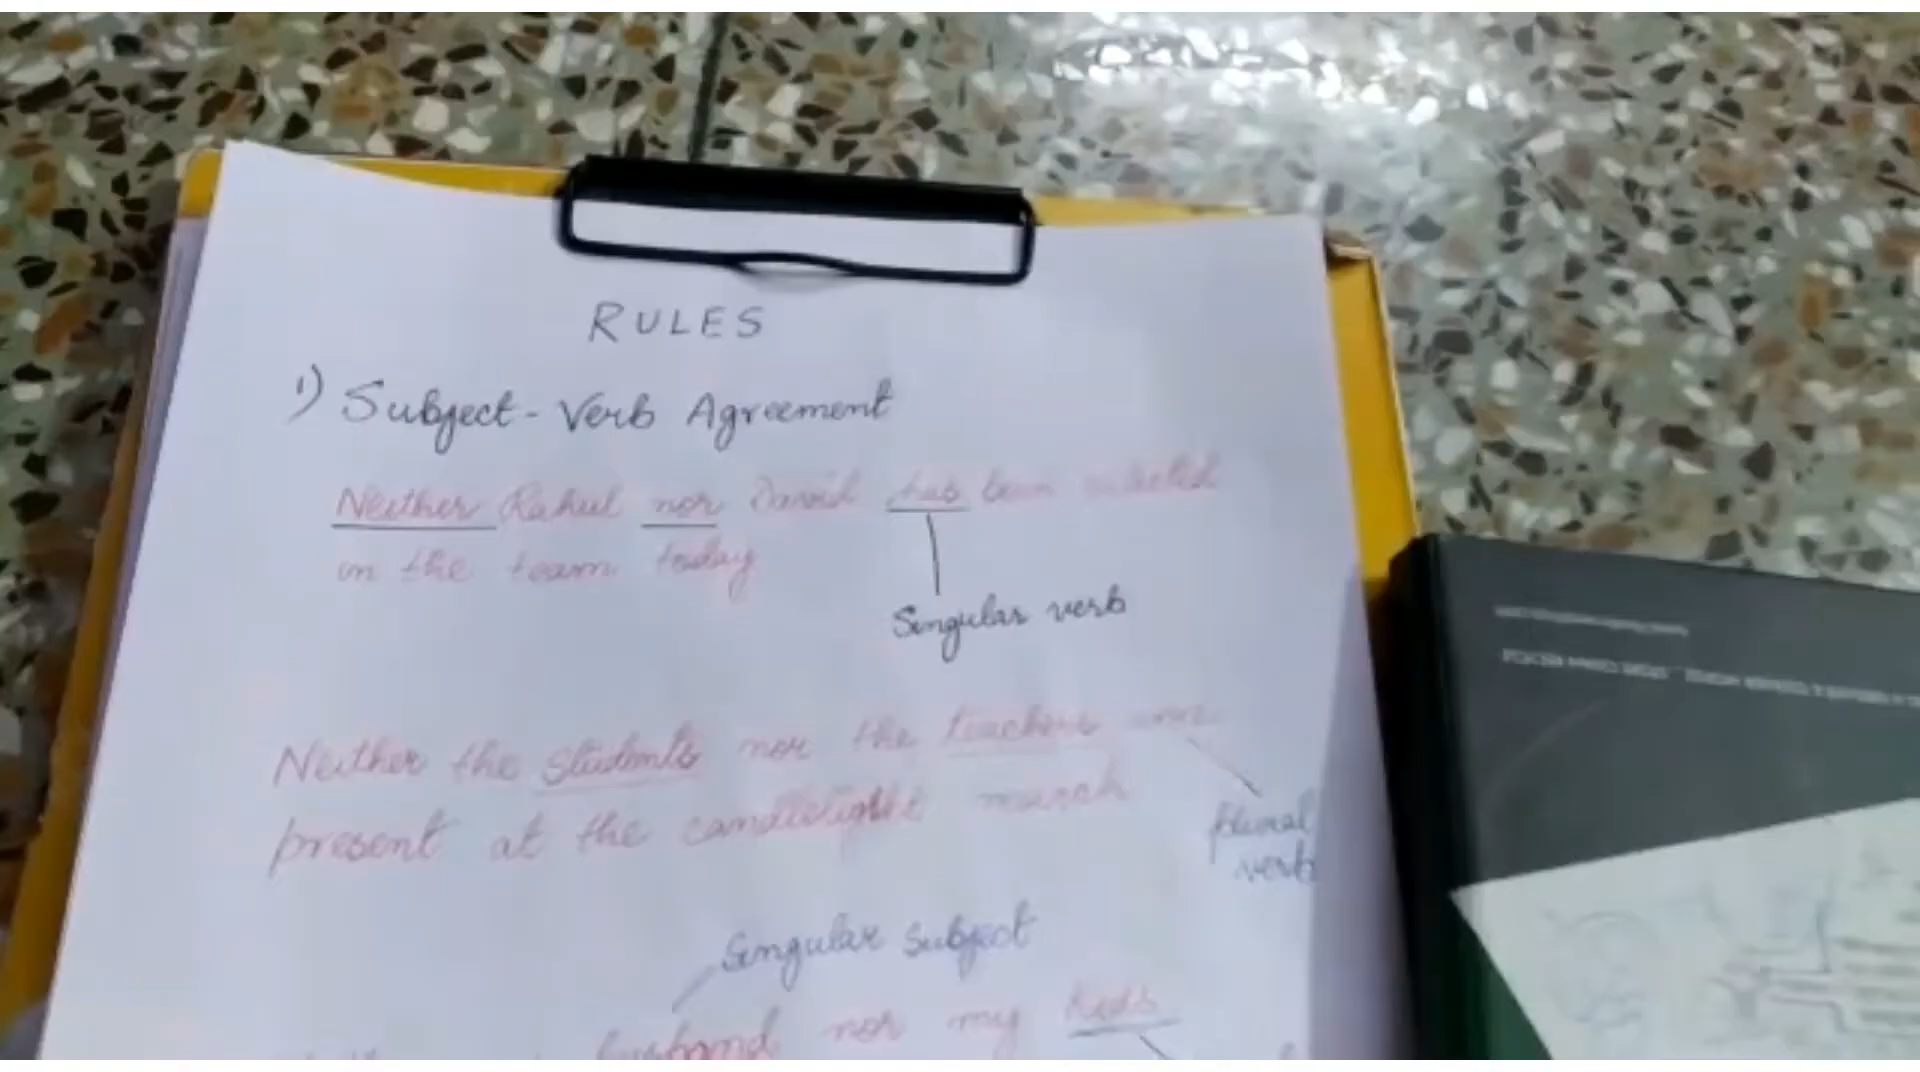 RULES
1) Subject-Verb Agreement
Neither Rahul nor David has been selected
in the team today
Singular verb
Neither the students nor the teachers were
present at the candlelight march
plural
verb
Singular subject
husband nor my kids